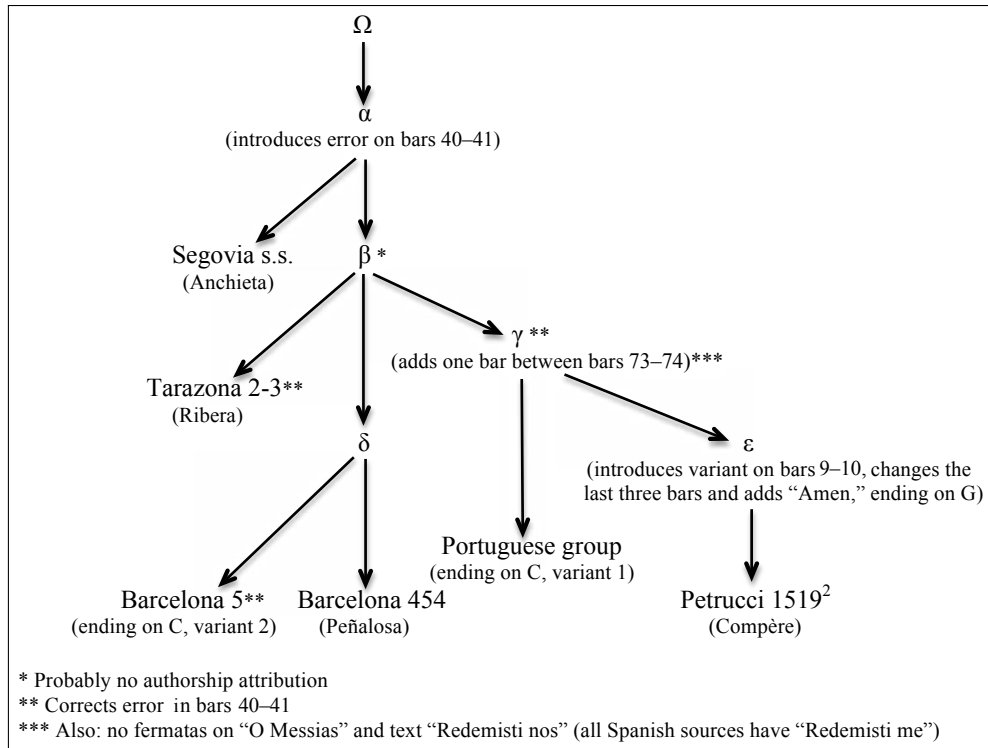 Ω
α
(introduces error on bars 40–41)
Segovia s.s.
(Anchieta)
β *
γ **
(adds one bar between bars 73–74)***
Tarazona 2-3**
(Ribera)
δ
ε
(introduces variant on bars 9–10, changes the
last three bars and adds “Amen,” ending on G)
Portuguese group
(ending on C, variant 1)
Barcelona 5**
(ending on C, variant 2)
Barcelona 454
(Peñalosa)
Petrucci 1519²
(Compère)
* Probably no authorship attribution
** Corrects error in bars 40–41
*** Also: no fermatas on “O Messias” and text “Redemisti nos” (all Spanish sources have “Redemisti me”)